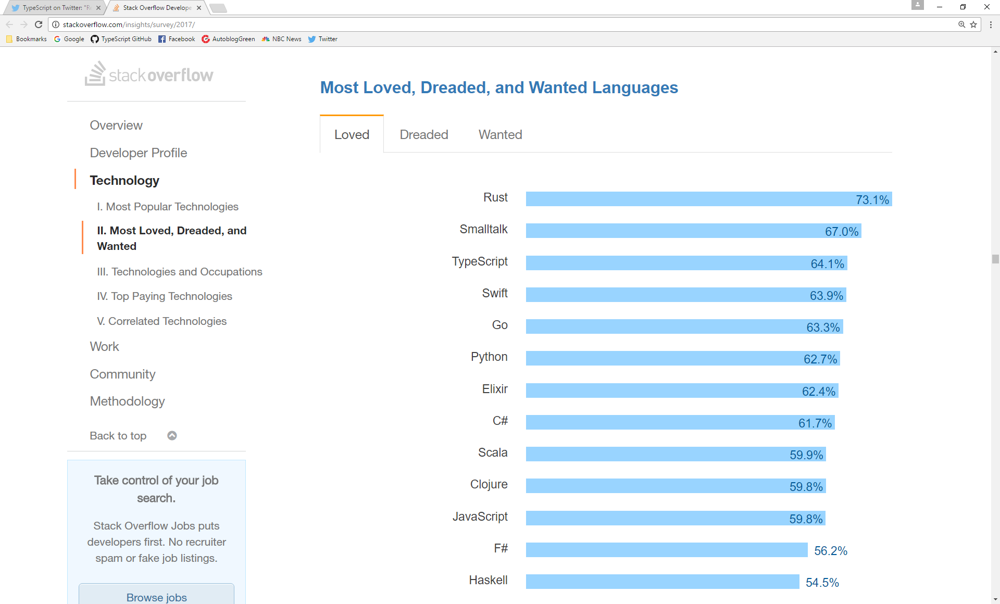 TypeScript on Twitter: "Re
Stack Overflow Develope
stackoverflow.com/insights/survey/2017/
Bookmarks
Google
TypeScript GitHub
Facebook
AutoblogGreen
NBC News
Twitter
stackoverflow
Overview
Developer Profile
Technology
I. Most Popular Technologies
II. Most Loved, Dreaded, and
Wanted
III. Technologies and Occupations
IV. Top Paying Technologies
V. Correlated Technologies
Work
Community
Methodology
Back to top
Take control of your job
search.
Stack Overflow Jobs puts
developers first. No recruiter
spam or fake job listings.
Browse jobs
Most Loved, Dreaded, and Wanted Languages
Loved
Dreaded
Wanted
Rust 73.1%
Smalltalk 67.0%
TypeScript 64.1%
Swift 63.9%
Go 63.3%
Python 62.7%
Elixir 62.4%
C# 61.7%
Scala 59.9%
Clojure 59.8%
JavaScript 59.8%
F# 56.2%
Haskell 54.5%